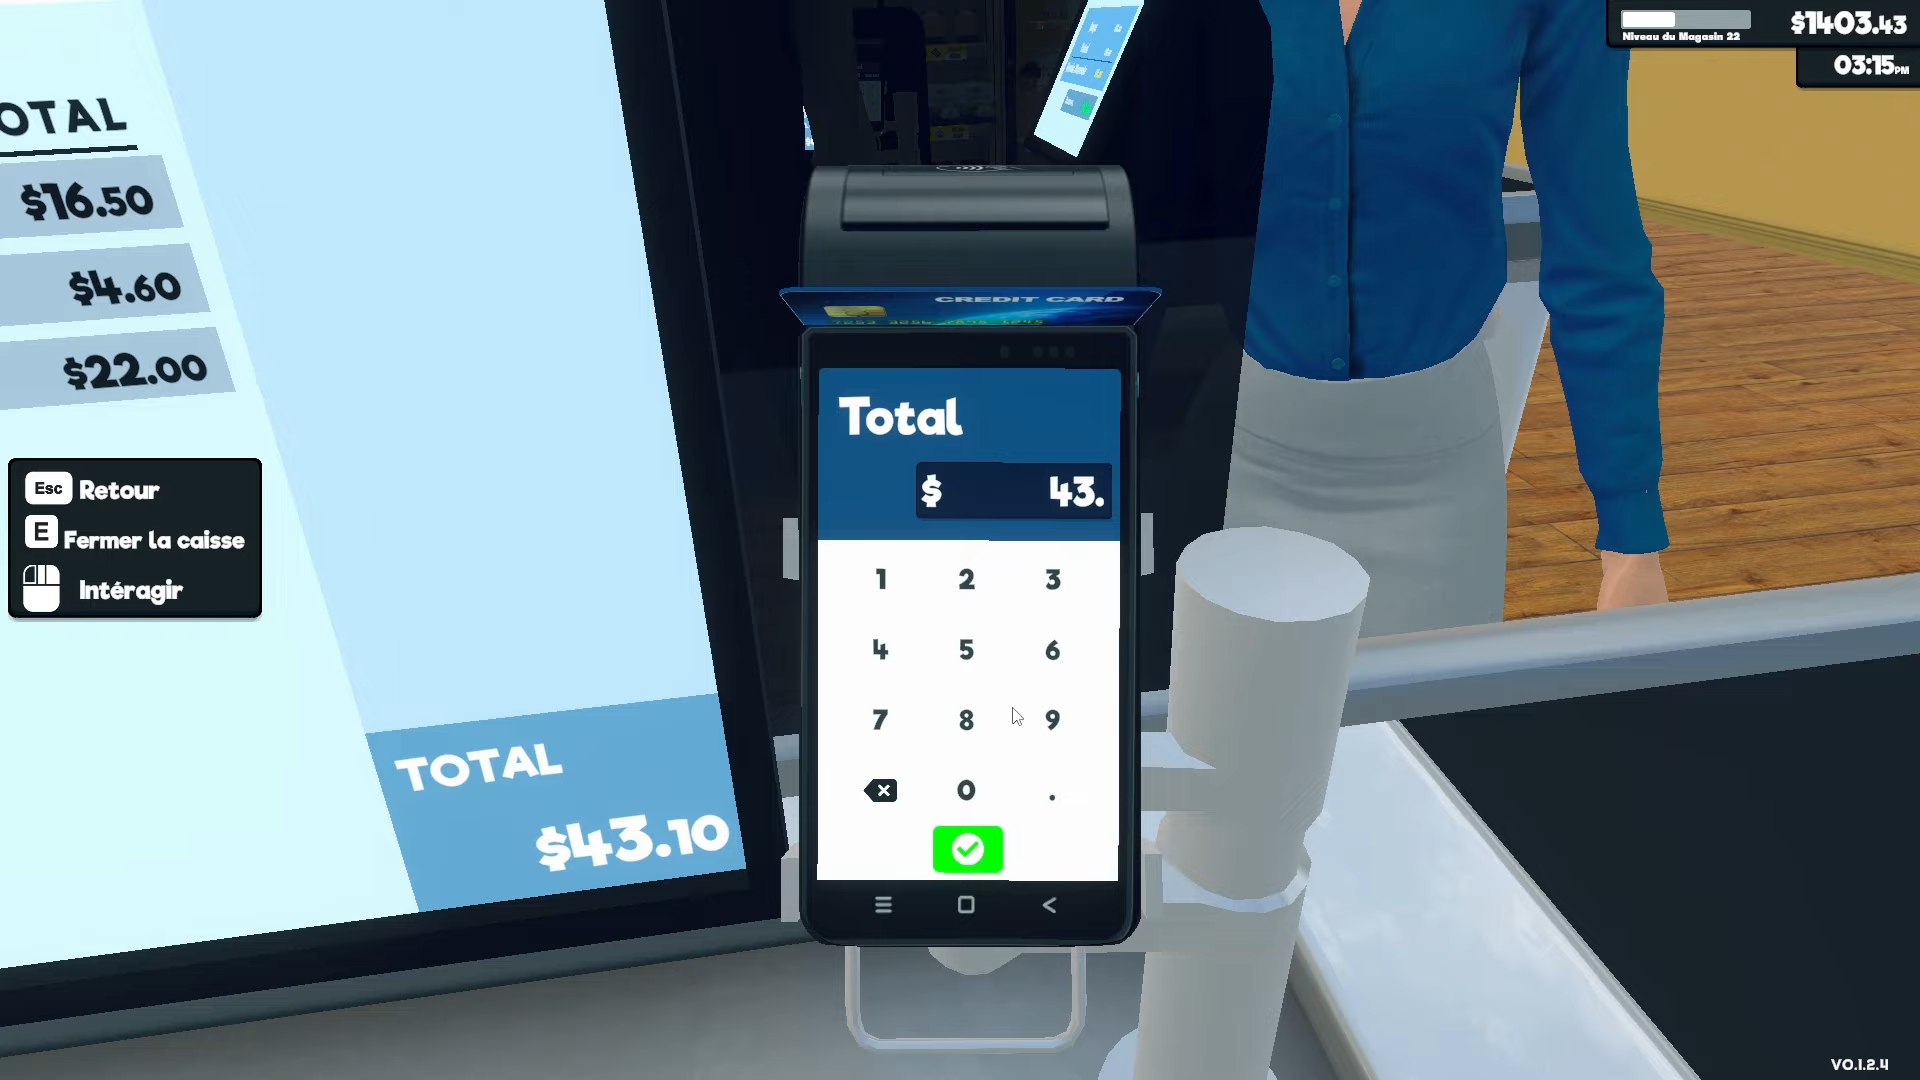 $1403.43
Niveau du Magasin 22
03:15PM
OTAL
$16.50
$4.60
$22.00
TOTAL
$43.10
Esc Retour
E Fermer la caisse
Intéragir
CREDIT CARD
Total
$ 43.
1 2 3
4 5 6
7 8 9
0 .
V0.1.2.4